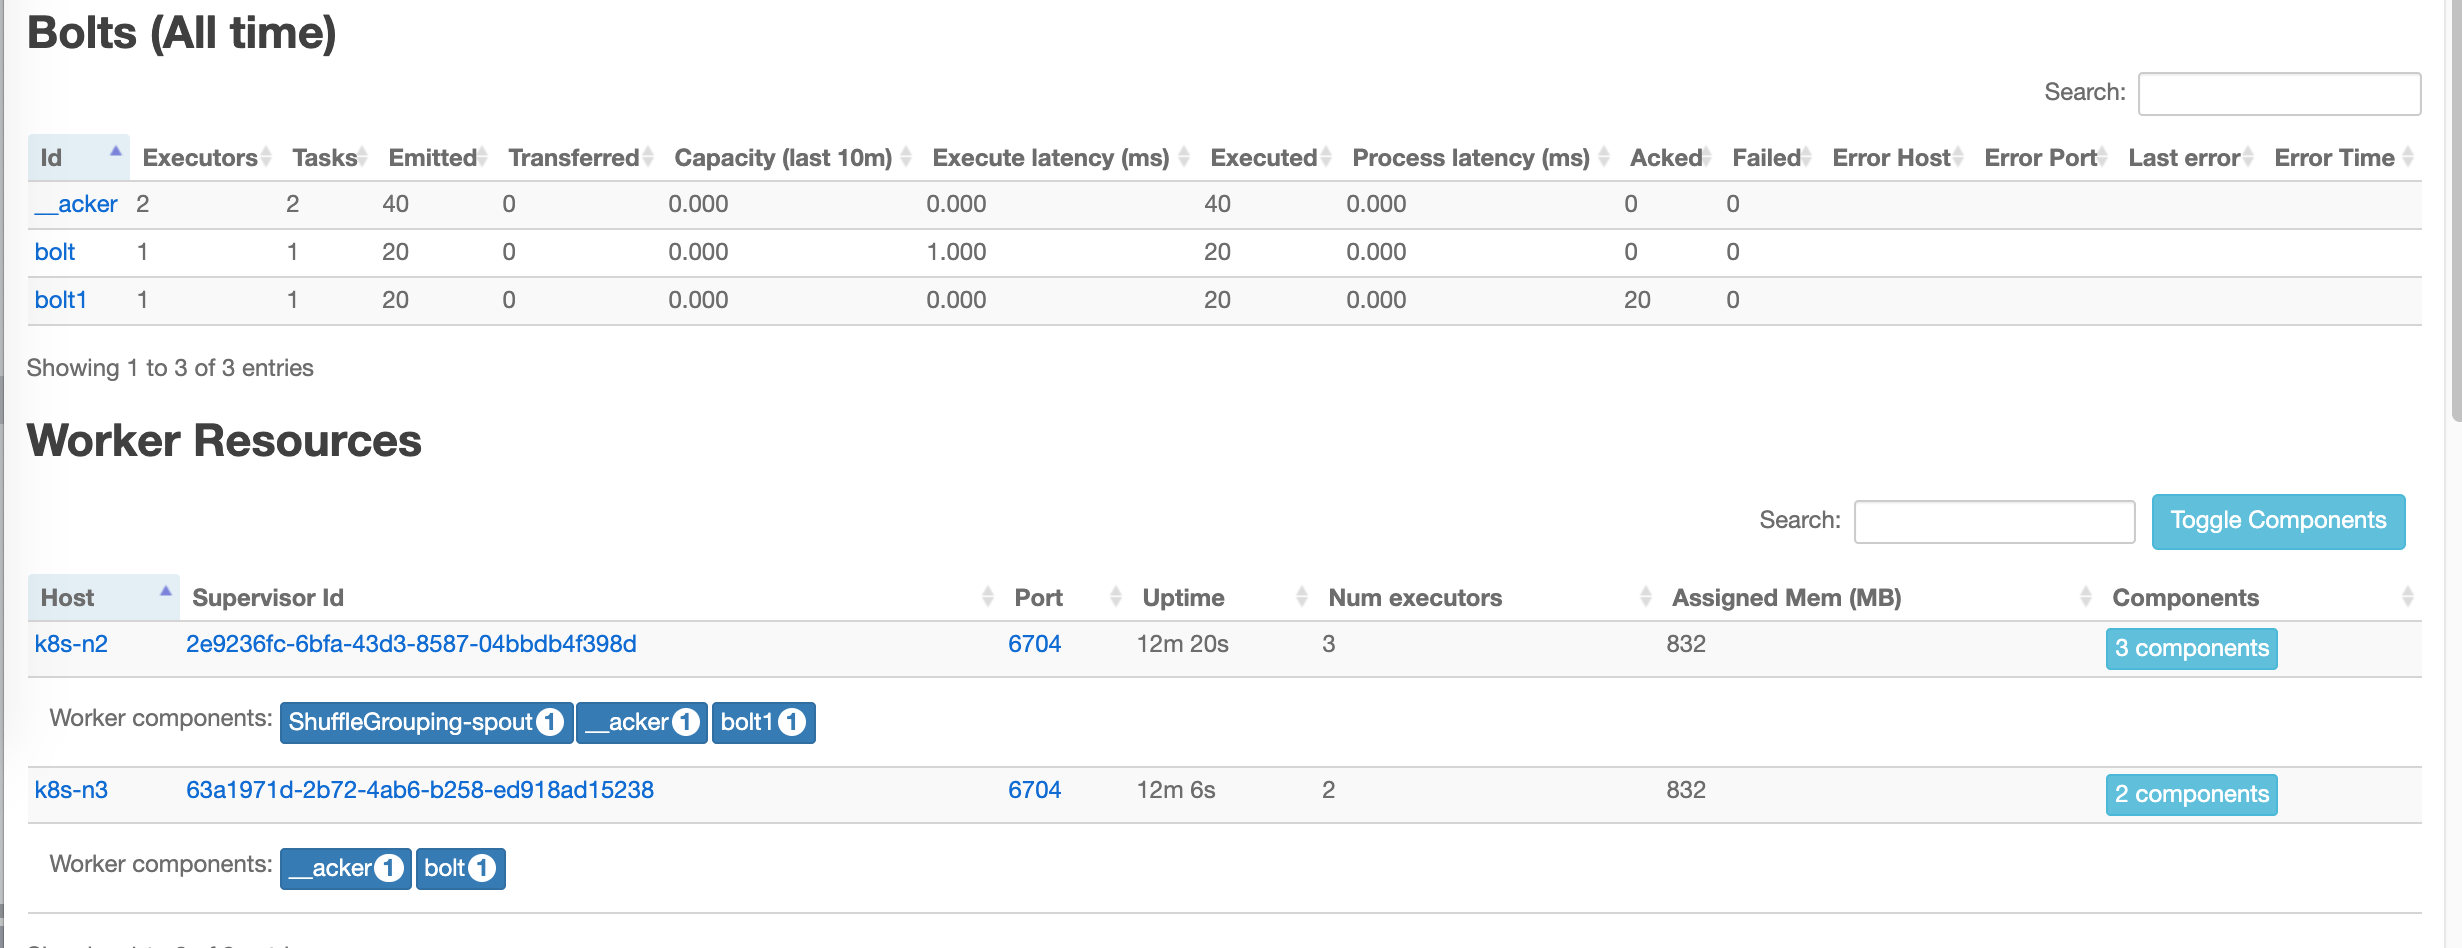 Bolts (All time)
Search:
Id Executors Tasks Emitted Transferred Capacity (last 10m) Execute latency (ms) Executed Process latency (ms) Acked Failed Error Host Error Port Last error Error Time
__acker 2 2 40 0 0.000 0.000 40 0.000 0 0
bolt 1 1 20 0 0.000 1.000 20 0.000 0 0
bolt1 1 1 20 0 0.000 0.000 20 0.000 20 0
Showing 1 to 3 of 3 entries
Worker Resources
Search: Toggle Components
Host Supervisor Id Port Uptime Num executors Assigned Mem (MB) Components
k8s-n2 2e9236fc-6bfa-43d3-8587-04bbdb4f398d 6704 12m 20s 3 832 3 components
Worker components: ShuffleGrouping-spout 1 __acker 1 bolt1 1
k8s-n3 63a1971d-2b72-4ab6-b258-ed918ad15238 6704 12m 6s 2 832 2 components
Worker components: __acker 1 bolt 1